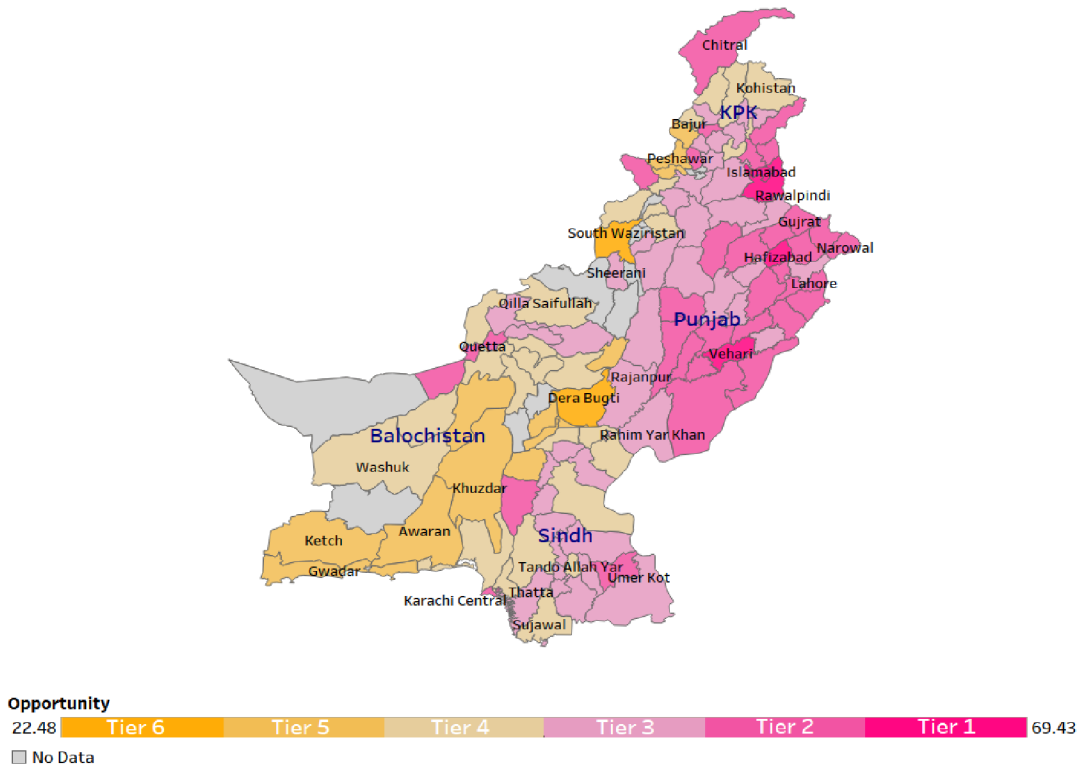 Chitral
Kohistan
KPK
Bajur
Peshawar
Islamabad
Rawalpindi
Gujrat
South Waziristan
Narowal
Hafizabad
Sheerani
Lahore
Qilla Saifullah
Punjab
Quetta
Vehari
Rajanpur
Dera Bugti
Rahim Yar Khan
Balochistan
Washuk
Khuzdar
Awaran
Sindh
Ketch
Tando Allah Yar
Gwadar
Umer Kot
Thatta
Karachi Central
Sujawal
Opportunity
22.48 Tier 6 Tier 5 Tier 4 Tier 3 Tier 2 Tier 1 69.43
No Data